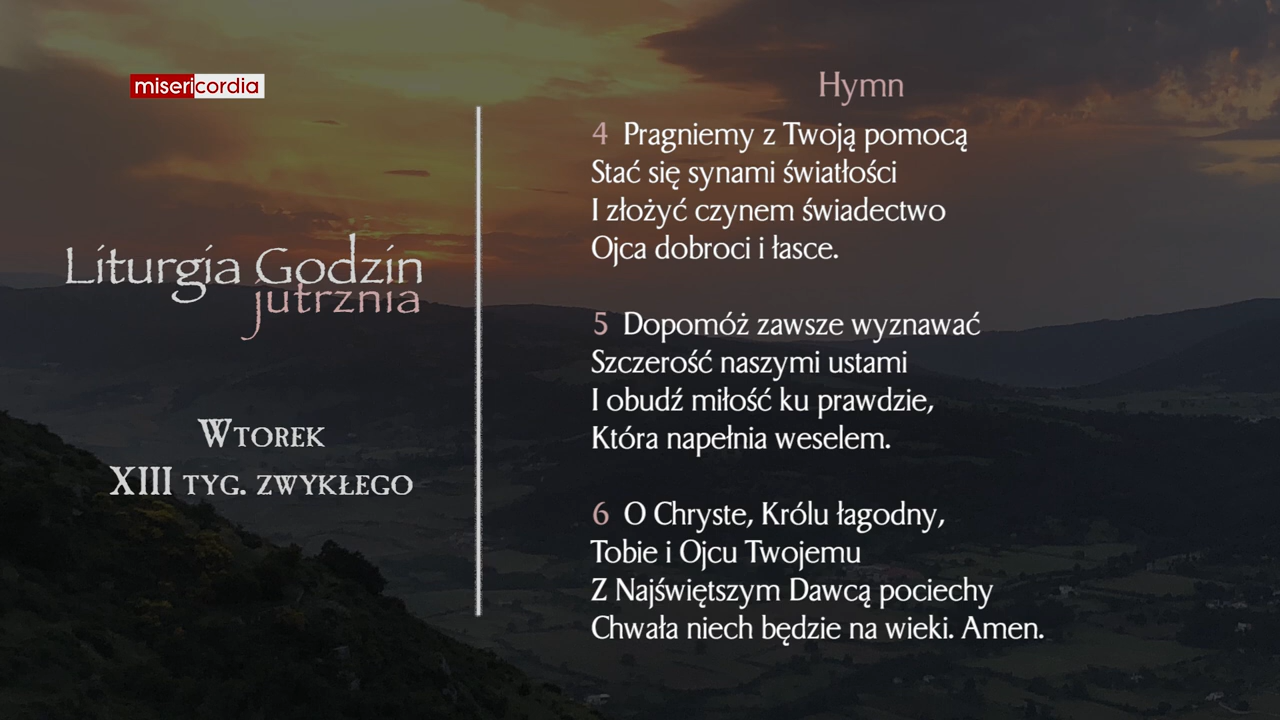 misericordia
Liturgia Godzin
jutrznia
Wtorek
XIII tyg. zwykłego
Hymn
4 Pragniemy z Twoją pomocą
Stać się synami światłości
I złożyć czynem świadectwo
Ojca dobroci i łasce.
5 Dopomóż zawsze wyznawać
Szczerość naszymi ustami
I obudź miłość ku prawdzie,
Która napełnia weselem.
6 O Chryste, Królu łagodny,
Tobie i Ojcu Twojemu
Z Najświętszym Dawcą pociechy
Chwała niech będzie na wieki. Amen.